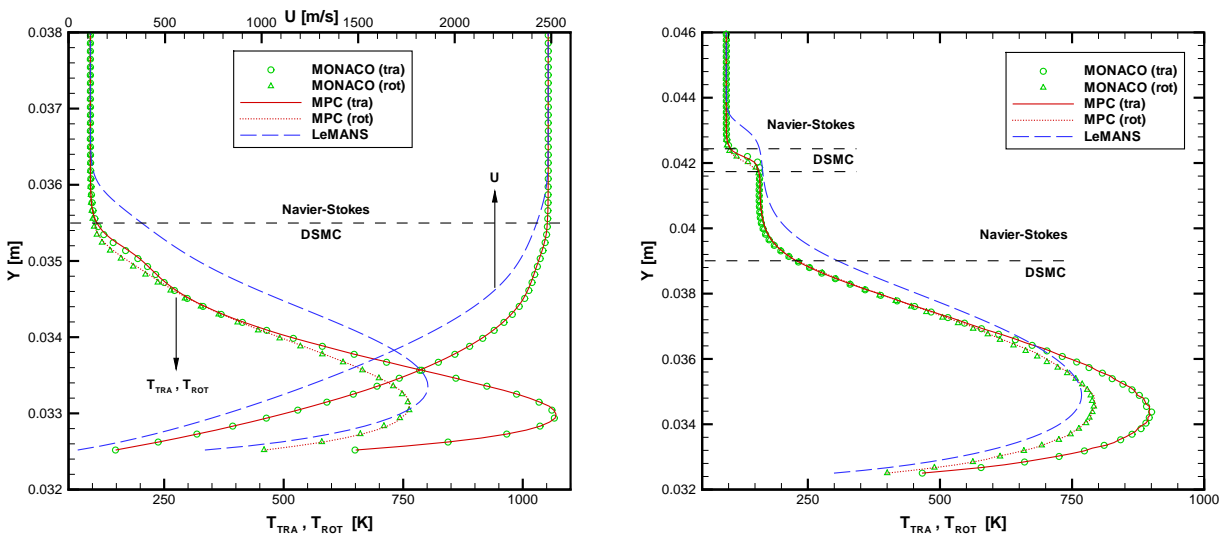 U [m/s]
0 500 1000 1500 2000 2500
0.038
0.037
0.036
0.035
0.034
0.033
0.032
Y [m]
MONACO (tra)
MONACO (rot)
MPC (tra)
MPC (rot)
LeMANS
U
Navier-Stokes
DSMC
T_TRA , T_ROT
250 500 750 1000
T_TRA , T_ROT [K]
0.046
0.044
0.042
0.04
0.038
0.036
0.034
0.032
Y [m]
MONACO (tra)
MONACO (rot)
MPC (tra)
MPC (rot)
LeMANS
Navier-Stokes
DSMC
Navier-Stokes
DSMC
250 500 750 1000
T_TRA , T_ROT [K]